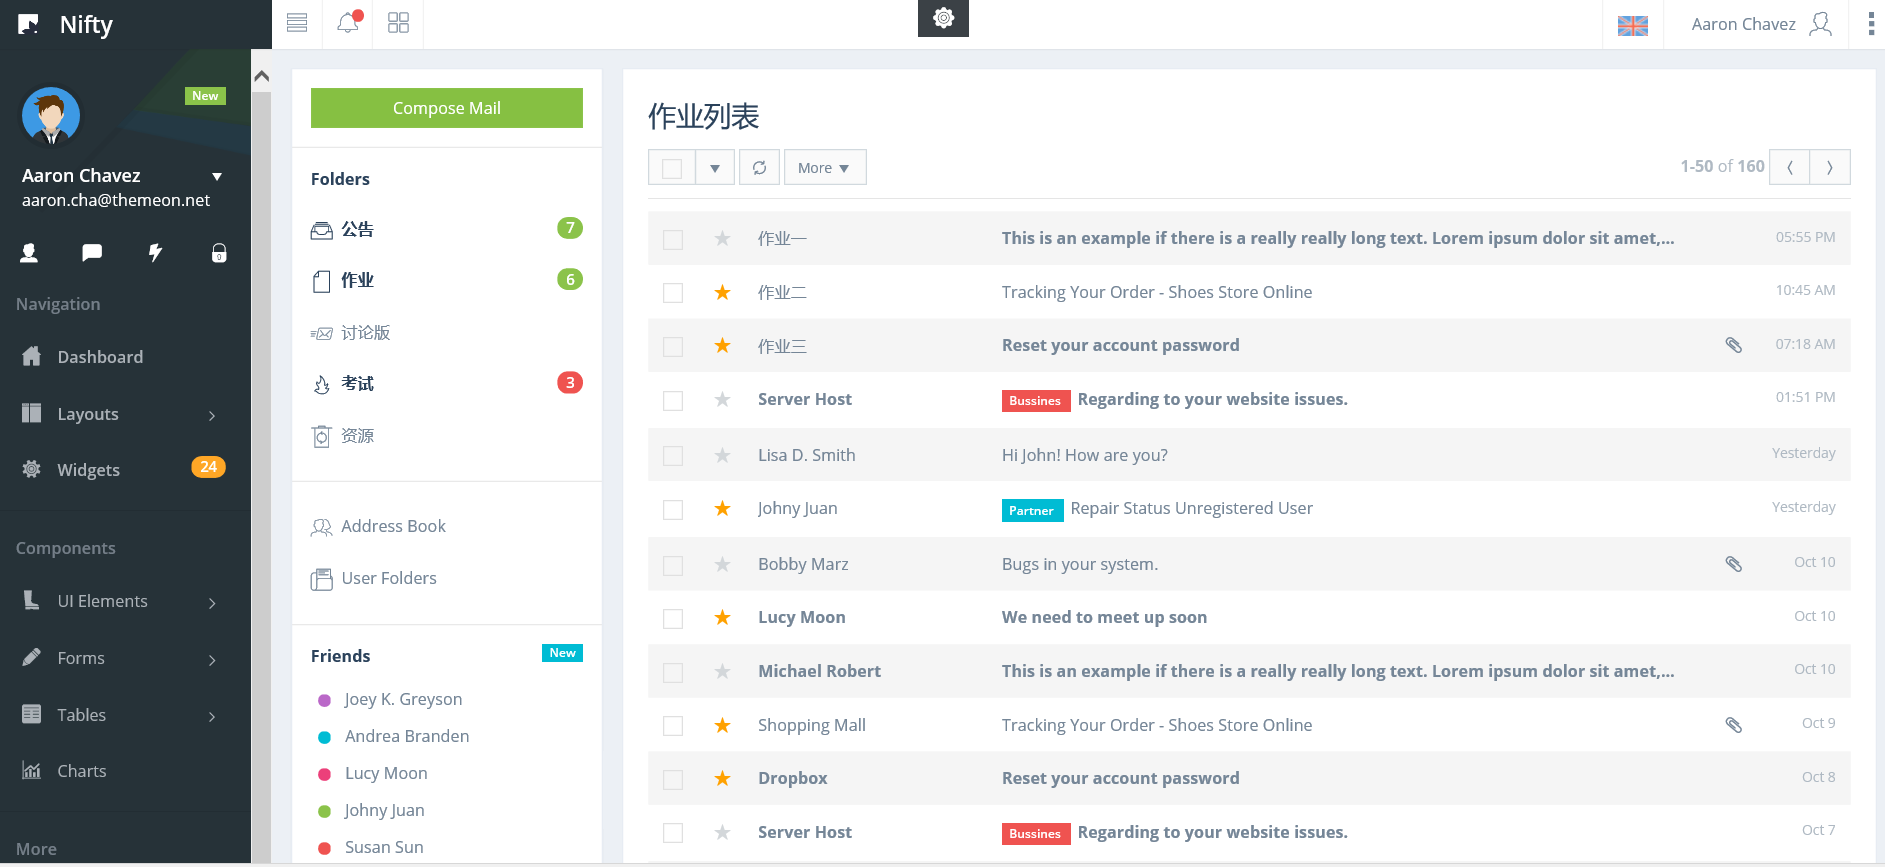 Nifty
Aaron Chavez
New
Aaron Chavez
aaron.cha@themeon.net
0
Navigation
Dashboard
Layouts
Widgets 24
Components
UI Elements
Forms
Tables
Charts
More
Compose Mail
Folders
公告 7
作业 6
讨论版
考试 3
资源
Address Book
User Folders
Friends New
Joey K. Greyson
Andrea Branden
Lucy Moon
Johny Juan
Susan Sun
作业列表
More 1-50 of 160
作业一 This is an example if there is a really really long text. Lorem ipsum dolor sit amet,... 05:55 PM
作业二 Tracking Your Order - Shoes Store Online 10:45 AM
作业三 Reset your account password 07:18 AM
Server Host Bussines Regarding to your website issues. 01:51 PM
Lisa D. Smith Hi John! How are you? Yesterday
Johny Juan Partner Repair Status Unregistered User Yesterday
Bobby Marz Bugs in your system. Oct 10
Lucy Moon We need to meet up soon Oct 10
Michael Robert This is an example if there is a really really long text. Lorem ipsum dolor sit amet,... Oct 10
Shopping Mall Tracking Your Order - Shoes Store Online Oct 9
Dropbox Reset your account password Oct 8
Server Host Bussines Regarding to your website issues. Oct 7